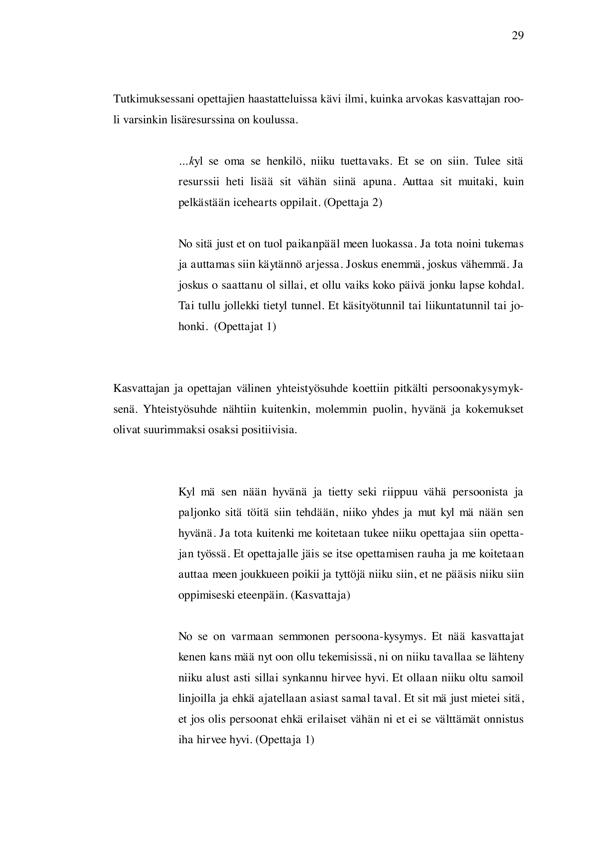 29
Tutkimuksessani opettajien haastatteluissa kävi ilmi, kuinka arvokas kasvattajan roo-
li varsinkin lisäresurssina on koulussa.
...kyl se oma se henkilö, niiku tuettavaks. Et se on siin. Tulee sitä
resurssii heti lisää sit vähän siinä apuna. Auttaa sit muitaki, kuin
pelkästään icehearts oppilait. (Opettaja 2)
No sitä just et on tuol paikanpääl meen luokassa. Ja tota noini tukemas
ja auttamas siin käytännö arjessa. Joskus enemmä, joskus vähemmä. Ja
joskus o saattanu ol sillai, et ollu vaiks koko päivä jonku lapse kohdal.
Tai tullu jollekki tietyl tunnel. Et käsityötunnil tai liikuntatunnil tai jo-
honki. (Opettajat 1)
Kasvattajan ja opettajan välinen yhteistyösuhde koettiin pitkälti persoonakysymyk-
senä. Yhteistyösuhde nähtiin kuitenkin, molemmin puolin, hyvänä ja kokemukset
olivat suurimmaksi osaksi positiivisia.
Kyl mä sen nään hyvänä ja tietty seki riippuu vähä persoonista ja
paljonko sitä töitä siin tehdään, niiko yhdes ja mut kyl mä nään sen
hyvänä. Ja tota kuitenki me koitetaan tukee niiku opettajaa siin opetta-
jan työssä. Et opettajalle jäis se itse opettamisen rauha ja me koitetaan
auttaa meen joukkueen poikii ja tyttöjä niiku siin, et ne pääsis niiku siin
oppimiseski eteenpäin. (Kasvattaja)
No se on varmaan semmonen persoona-kysymys. Et nää kasvattajat
kenen kans mää nyt oon ollu tekemisissä, ni on niiku tavallaa se lähteny
niiku alust asti sillai synkannu hirvee hyvi. Et ollaan niiku oltu samoil
linjoilla ja ehkä ajatellaan asiast samal taval. Et sit mä just mietei sitä,
et jos olis persoonat ehkä erilaiset vähän ni et ei se välttämät onnistus
iha hirvee hyvi. (Opettaja 1)